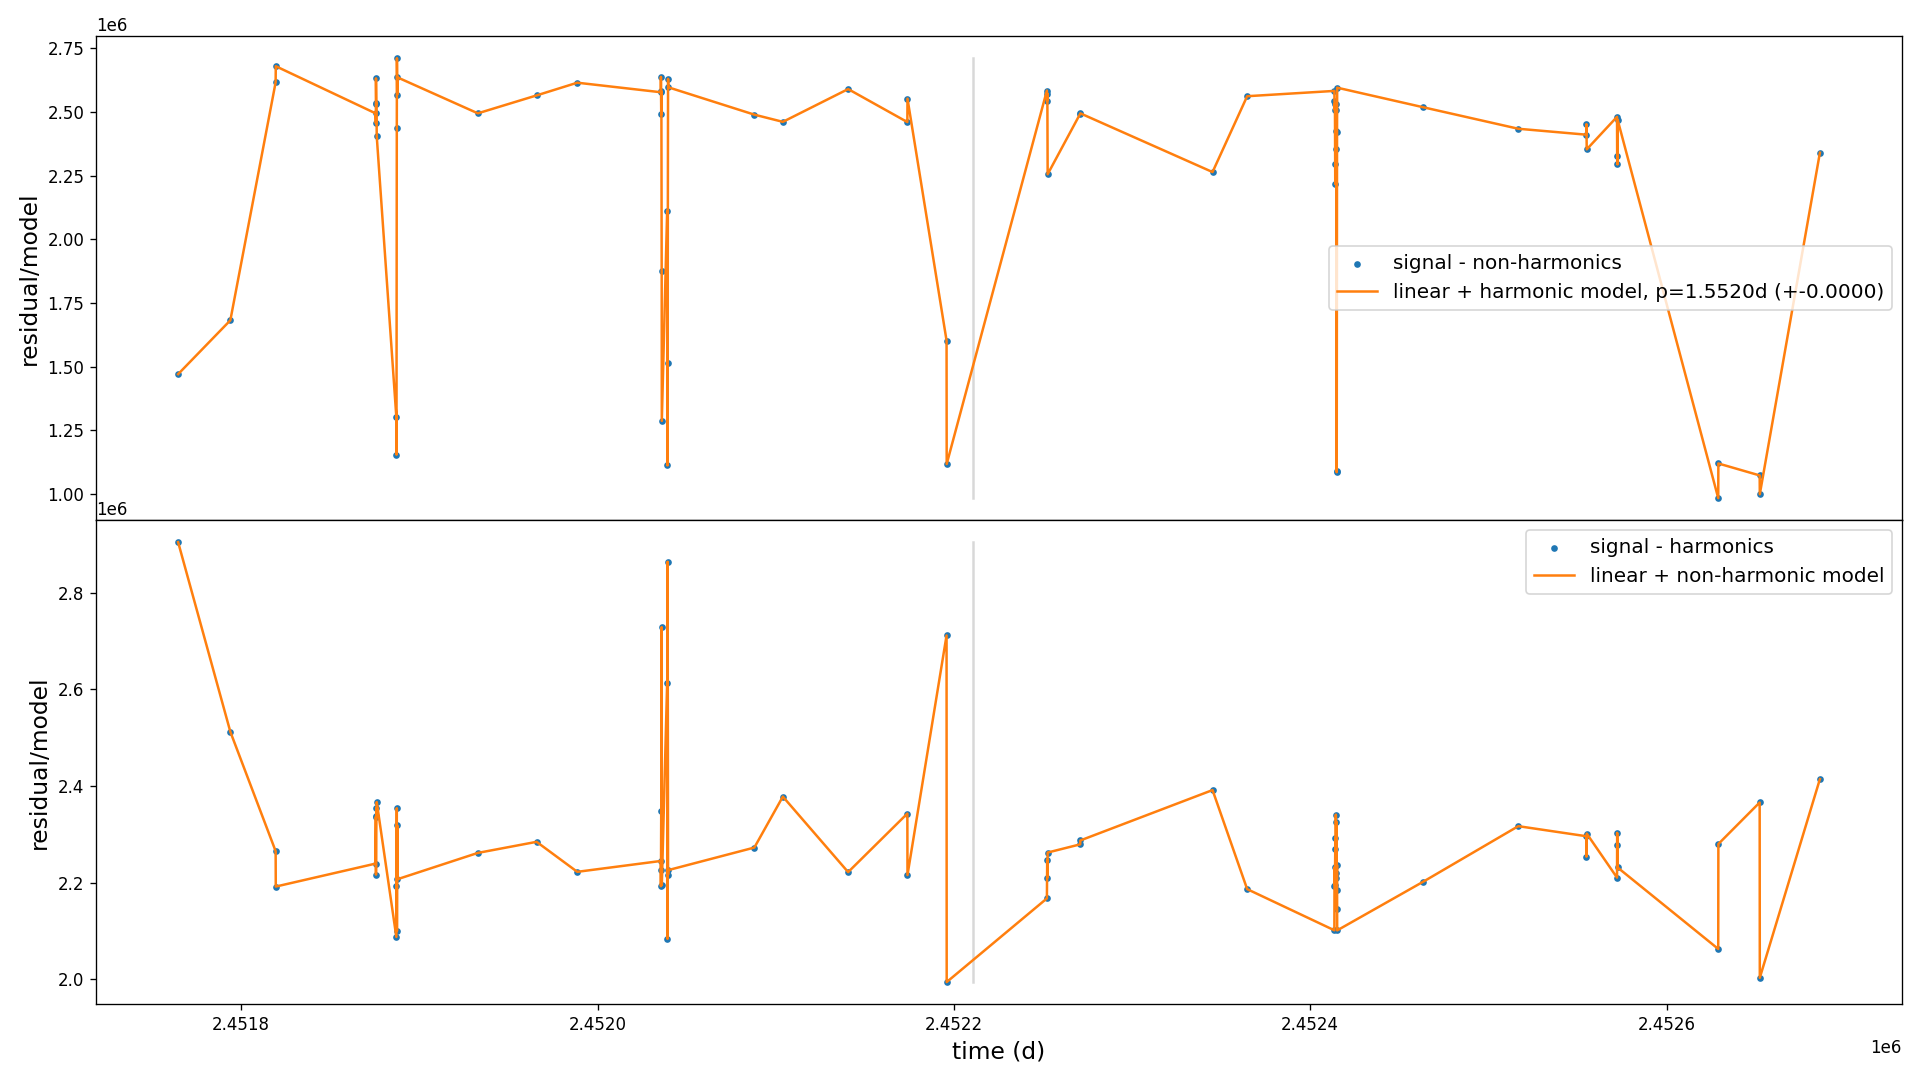 1e6
2.75
2.50
2.25
2.00
1.75
1.50
1.25
1.00
residual/model
signal - non-harmonics
linear + harmonic model, p=1.5520d (+-0.0000)
1e6
2.8
2.6
2.4
2.2
2.0
residual/model
signal - harmonics
linear + non-harmonic model
2.4518
2.4520
2.4522
2.4524
2.4526
time (d)
1e6